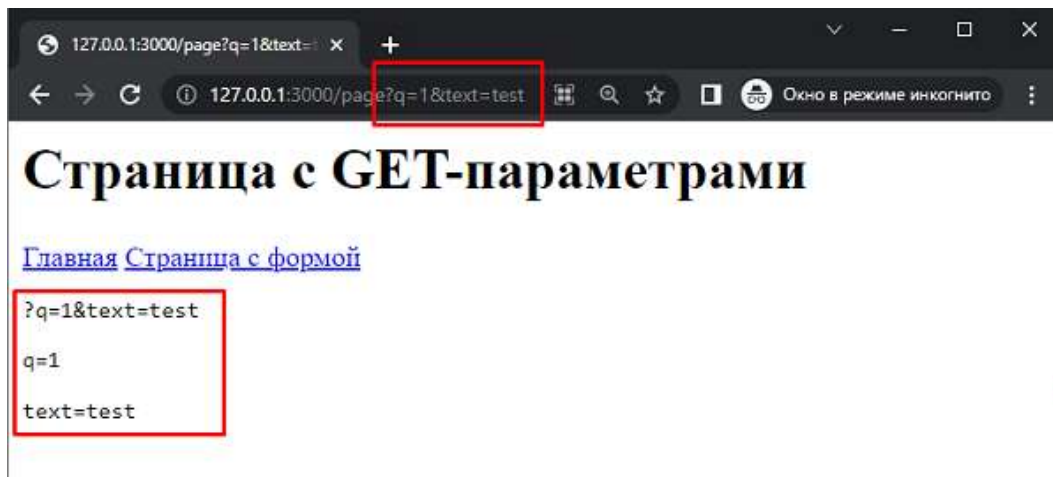 127.0.0.1:3000/page?q=1&text=
127.0.0.1:3000/page?q=1&text=test
Окно в режиме инкогнито
Страница с GET-параметрами
Главная Страница с формой
?q=1&text=test
q=1
text=test